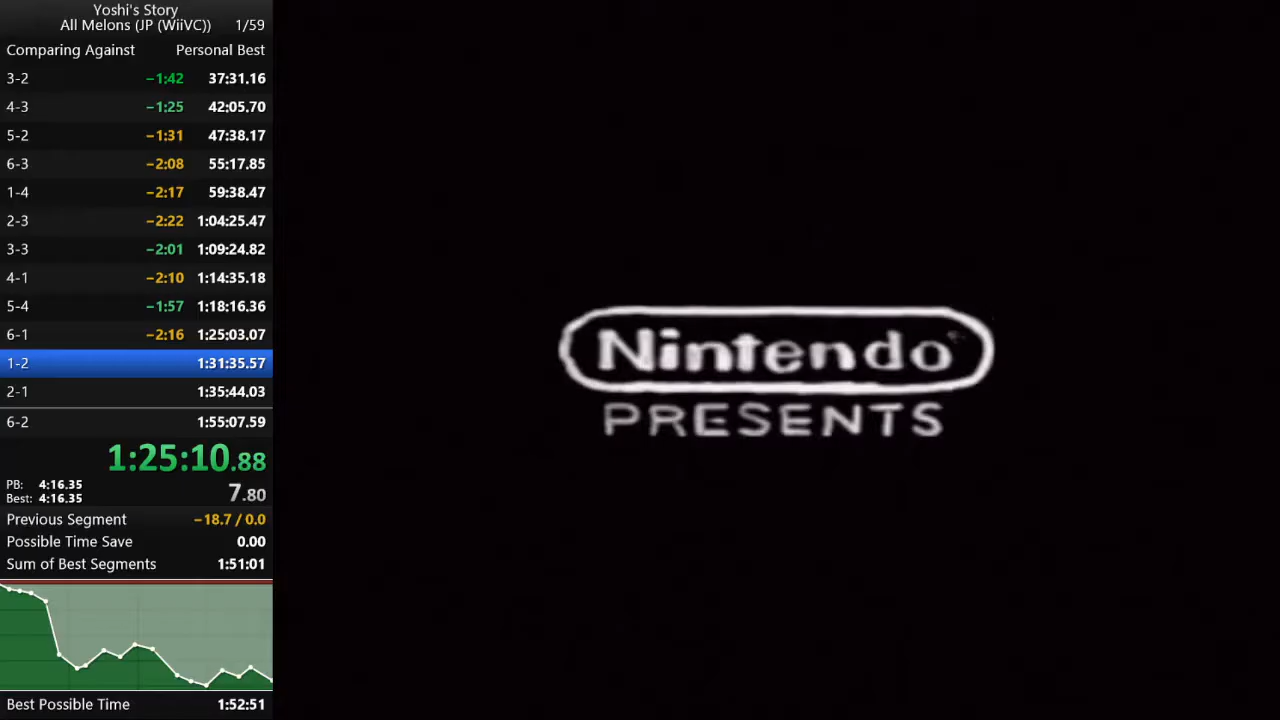 Yoshi's Story
All Melons (JP (WiiVC)) 1/59
Comparing Against Personal Best
3-2 −1:42 37:31.16
4-3 −1:25 42:05.70
5-2 −1:31 47:38.17
6-3 −2:08 55:17.85
1-4 −2:17 59:38.47
2-3 −2:22 1:04:25.47
3-3 −2:01 1:09:24.82
4-1 −2:10 1:14:35.18
5-4 −1:57 1:18:16.36
6-1 −2:16 1:25:03.07
1-2 1:31:35.57
2-1 1:35:44.03
6-2 1:55:07.59
1:25:10.88
PB: 4:16.35
Best: 4:16.35
7.80
Previous Segment −18.7 / 0.0
Possible Time Save 0.00
Sum of Best Segments 1:51:01
Best Possible Time 1:52:51
Nintendo
PRESENTS